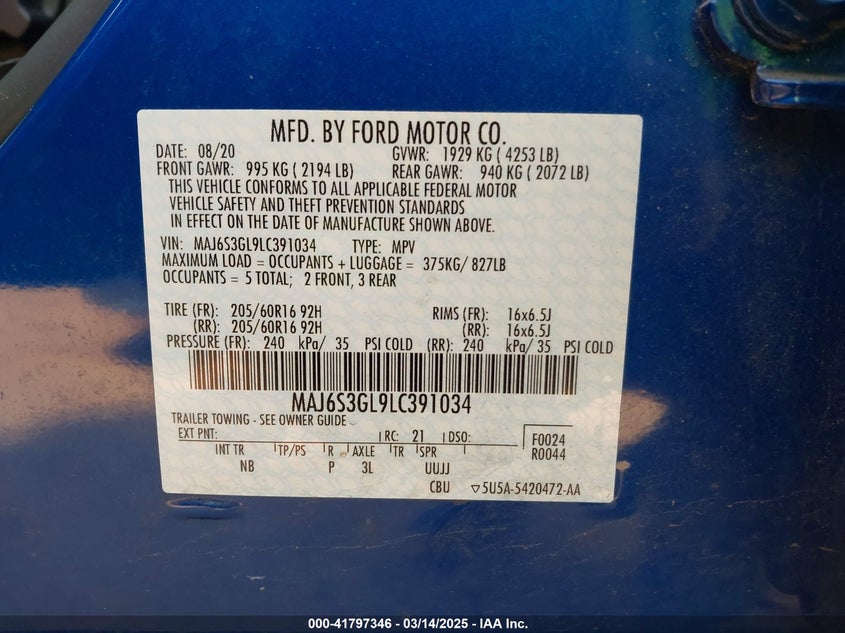 MFD. BY FORD MOTOR CO.
DATE: 08/20 GVWR: 1929 KG ( 4253 LB)
FRONT GAWR: 995 KG ( 2194 LB) REAR GAWR: 940 KG ( 2072 LB)
THIS VEHICLE CONFORMS TO ALL APPLICABLE FEDERAL MOTOR
VEHICLE SAFETY AND THEFT PREVENTION STANDARDS
IN EFFECT ON THE DATE OF MANUFACTURE SHOWN ABOVE.
VIN: MAJ6S3GL9LC391034 TYPE: MPV
MAXIMUM LOAD = OCCUPANTS + LUGGAGE = 375KG/ 827LB
OCCUPANTS = 5 TOTAL; 2 FRONT, 3 REAR
TIRE (FR): 205/60R16 92H RIMS (FR): 16x6.5J
(RR): 205/60R16 92H (RR): 16x6.5J
PRESSURE (FR): 240 kPa/ 35 PSI COLD (RR): 240 kPa/ 35 PSI COLD
MAJ6S3GL9LC391034
TRAILER TOWING - SEE OWNER GUIDE
EXT PNT: RC: 21 DSO: F0024
R0044
INT TR TP/PS R AXLE TR SPR
NB P 3L UUJJ
CBU ▽5U5A-5420472-AA
000-41797346 - 03/14/2025 - IAA Inc.